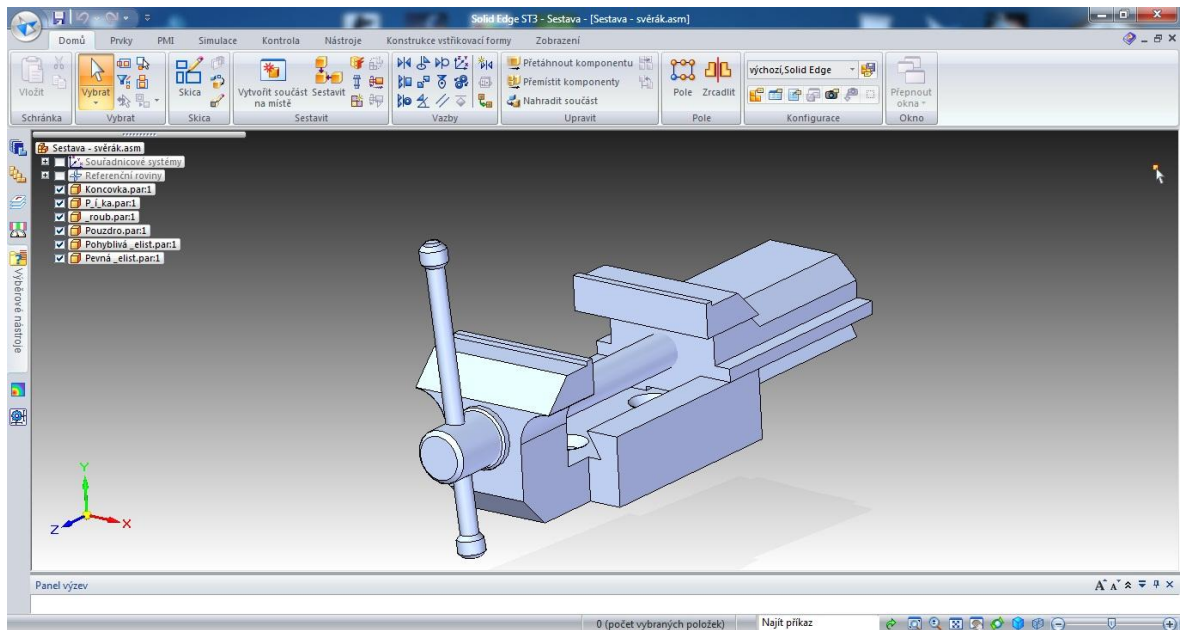 Solid Edge ST3 - Sestava - [Sestava - svěrák.asm]
Domů Prvky PMI Simulace Kontrola Nástroje Konstrukce vstřikovací formy Zobrazení
Vložit
Vybrat
Skica
Vytvořit součást na místě
Sestavit
Přetáhnout komponentu
Přemístit komponenty
Nahradit součást
Pole Zrcadlit
výchozí,Solid Edge
Přepnout okna
Schránka Vybrat Skica Sestavit Vazby Upravit Pole Konfigurace Okno
Sestava - svěrák.asm
Souřadnicové systémy
Referenční roviny
Koncovka.par:1
P_í_ka.par:1
_roub.par:1
Pouzdro.par:1
Pohyblivá _elist.par:1
Pevná _elist.par:1
Výběrové nástroje
Y
Z
X
Panel výzev
0 (počet vybraných položek) Najít příkaz